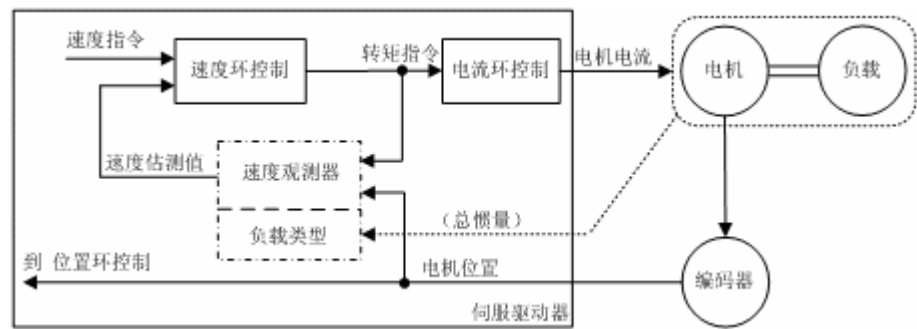 速度指令
速度环控制
转矩指令
电流环控制
电机电流
电机
负载
速度估测值
速度观测器
负载类型
（总惯量）
到 位置环控制
电机位置
编码器
伺服驱动器